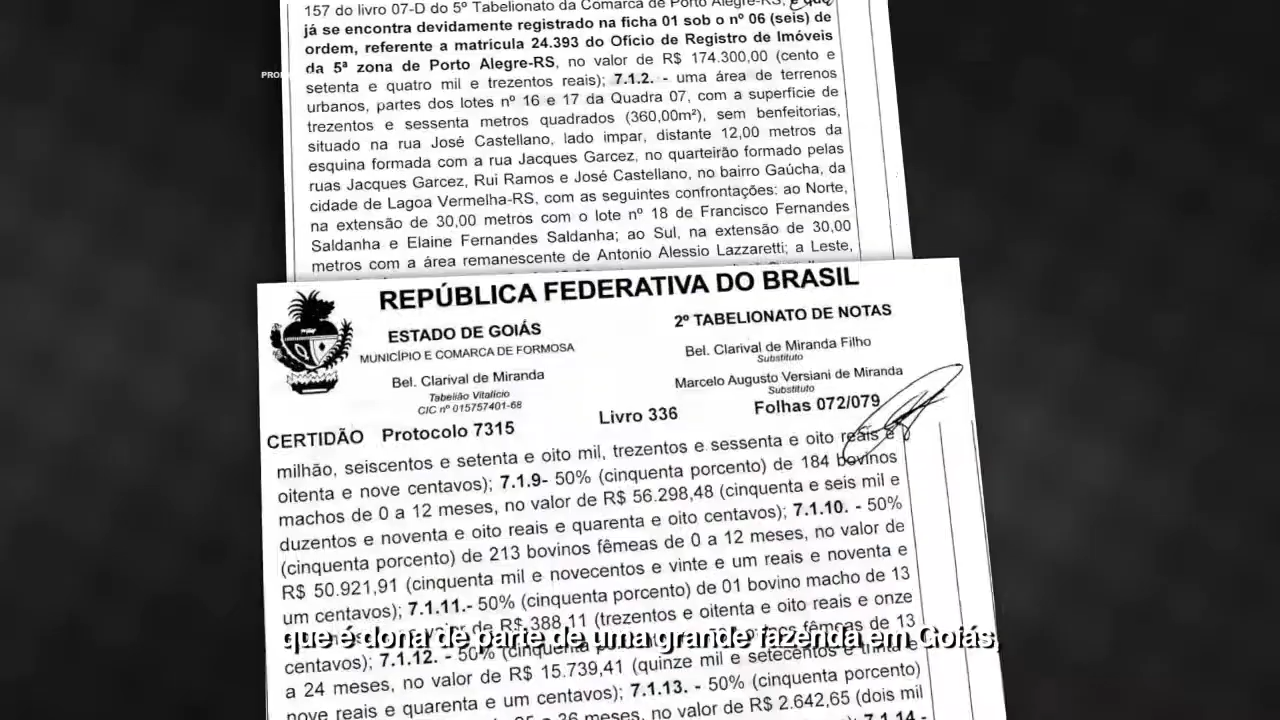 157 do livro 07-D do 5º Tabelionato da Comarca de Porto Alegre-RS, e que
já se encontra devidamente registrado na ficha 01 sob o nº 06 (seis) de
ordem, referente a matrícula 24.393 do Ofício de Registro de Imóveis
da 5ª zona de Porto Alegre-RS, no valor de R$ 174.300,00 (cento e
setenta e quatro mil e trezentos reais); 7.1.2. - uma área de terrenos
urbanos, partes dos lotes nº 16 e 17 da Quadra 07, com a superficie de
trezentos e sessenta metros quadrados (360,00m²), sem benfeitorias,
situado na rua José Castellano, lado impar, distante 12,00 metros da
esquina formada com a rua Jacques Garcez, no quarteirão formado pelas
ruas Jacques Garcez, Rui Ramos e José Castellano, no bairro Gaúcha, da
cidade de Lagoa Vermelha-RS, com as seguintes confrontações: ao Norte,
na extensão de 30,00 metros com o lote nº 18 de Francisco Fernandes
Saldanha e Elaine Fernandes Saldanha; ao Sul, na extensão de 30,00
metros com a área remanescente de Antonio Alessio Lazzaretti; a Leste,
REPÚBLICA FEDERATIVA DO BRASIL
ESTADO DE GOIÁS
MUNICÍPIO E COMARCA DE FORMOSA
Bel. Clarival de Miranda
Tabelião Vitalício
CIC nº 015757401-68
2º TABELIONATO DE NOTAS
Bel. Clarival de Miranda Filho
Substituto
Marcelo Augusto Versiani de Miranda
Substituto
CERTIDÃO Protocolo 7315 Livro 336 Folhas 072/079
milhão, seiscentos e setenta e oito mil, trezentos e sessenta e oito reais e
oitenta e nove centavos); 7.1.9- 50% (cinquenta porcento) de 184 bovinos
machos de 0 a 12 meses, no valor de R$ 56.298,48 (cinquenta e seis mil e
duzentos e noventa e oito reais e quarenta e oito centavos); 7.1.10. - 50%
(cinquenta porcento) de 213 bovinos fêmeas de 0 a 12 meses, no valor de
R$ 50.921,91 (cinquenta mil e novecentos e vinte e um reais e noventa e
um centavos); 7.1.11.- 50% (cinquenta porcento) de 01 bovino macho de 13
valor de R$ 388,11 (trezentos e oitenta e oito reais e onze
centavos); 7.1.12. - 50% (cinquenta fêmeas de 13
a 24 meses, no valor de R$ 15.739,41 (quinze mil e setecentos e trinta e
nove reais e quarenta e um centavos); 7.1.13. - 50% (cinquenta porcento)
36 meses, no valor de R$ 2.642,65 (dois mil
7.1.14 -
que é dona de parte de uma grande fazenda em Goiás,